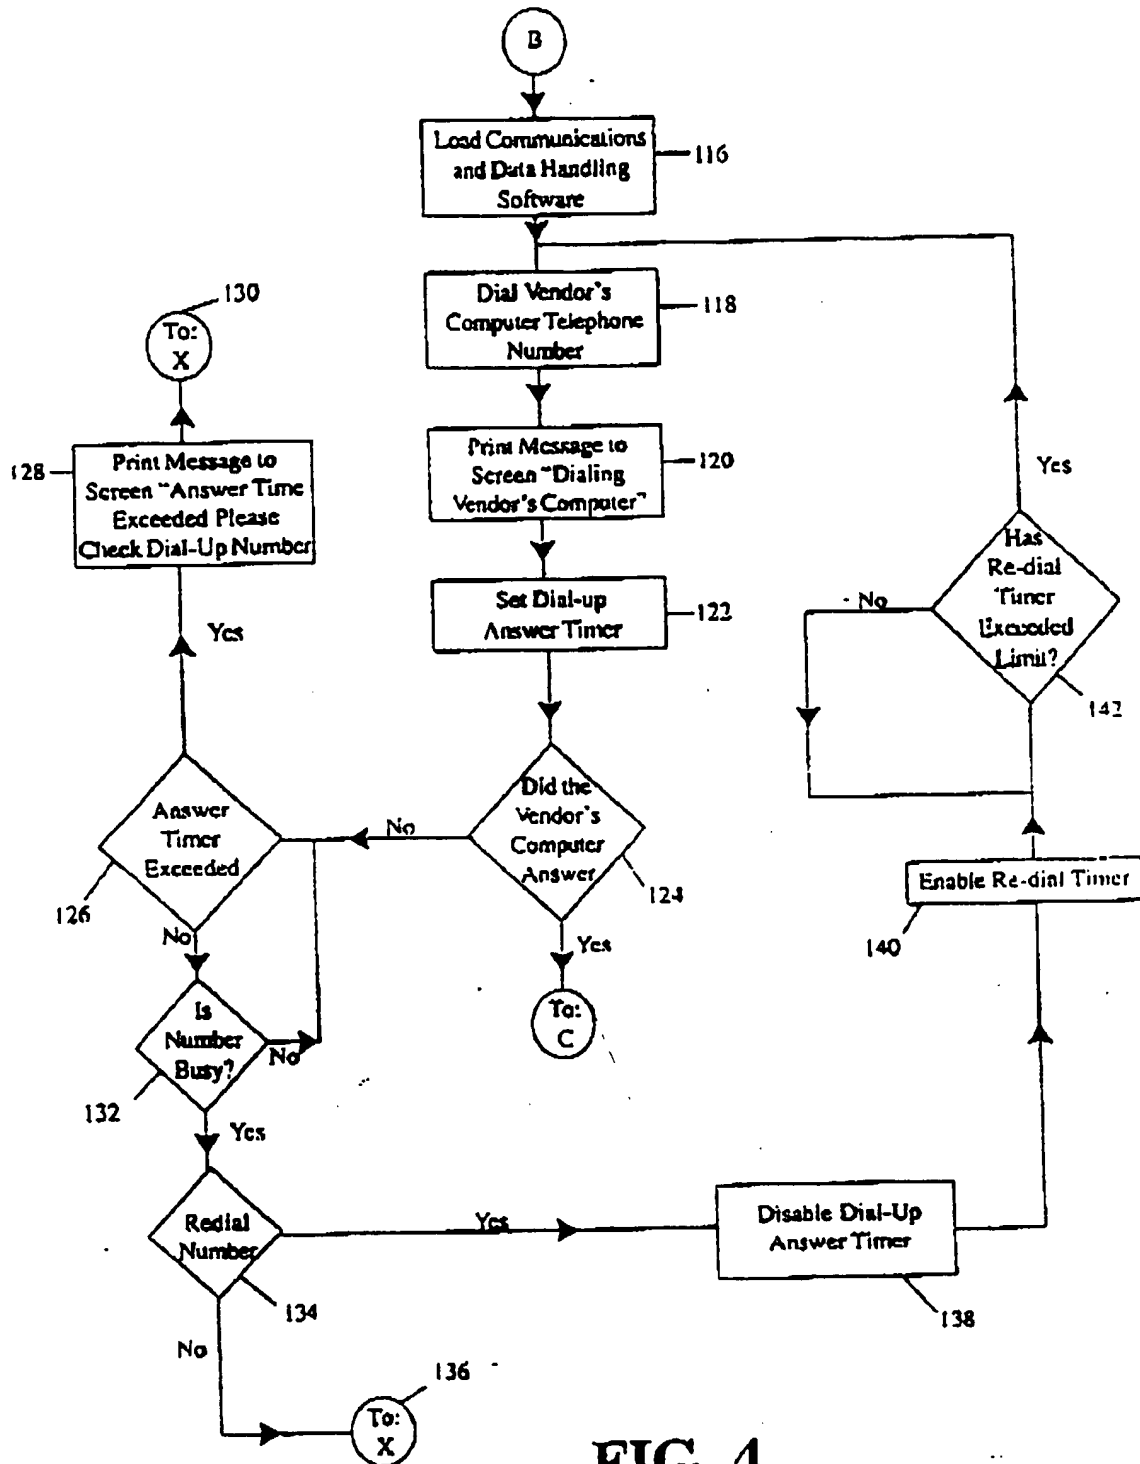 B
Load Communications
and Data Handling
Software
116
Dial Vendor's
Computer Telephone
Number
118
130
To:
X
128
Print Message to
Screen "Answer Time
Exceeded Please
Check Dial-Up Number
Print Message to
Screen "Dialing
Vendor's Computer"
120
Yes
Has
Re-dial
Timer
Exceeded
Limit?
No
142
Set Dial-up
Answer Timer
122
Yes
Answer
Timer
Exceeded
126
No
Did the
Vendor's
Computer
Answer
124
Enable Re-dial Timer
140
No
Yes
To:
C
Is
Number
Busy?
No
132
Yes
Redial
Number
134
Yes
Disable Dial-Up
Answer Timer
138
No
136
To:
X
FIG. 4